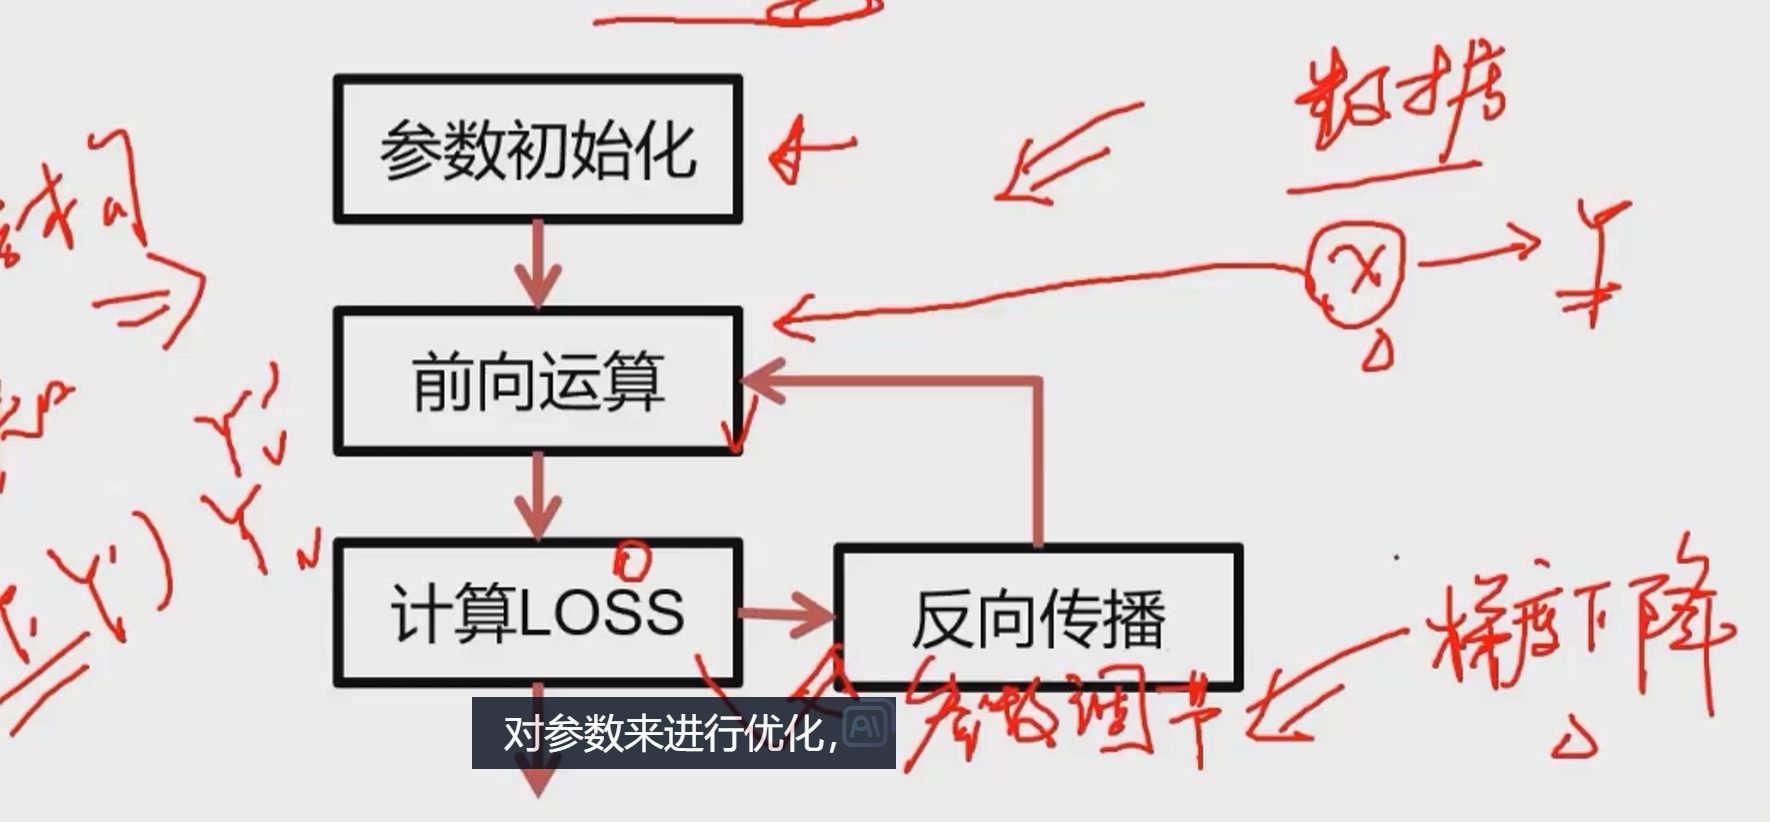 参数初始化
数据
X
Y
前向运算
Y'
Y
N
Y')
计算LOSS
反向传播
梯度下降
参数调节
对参数来进行优化,
AI